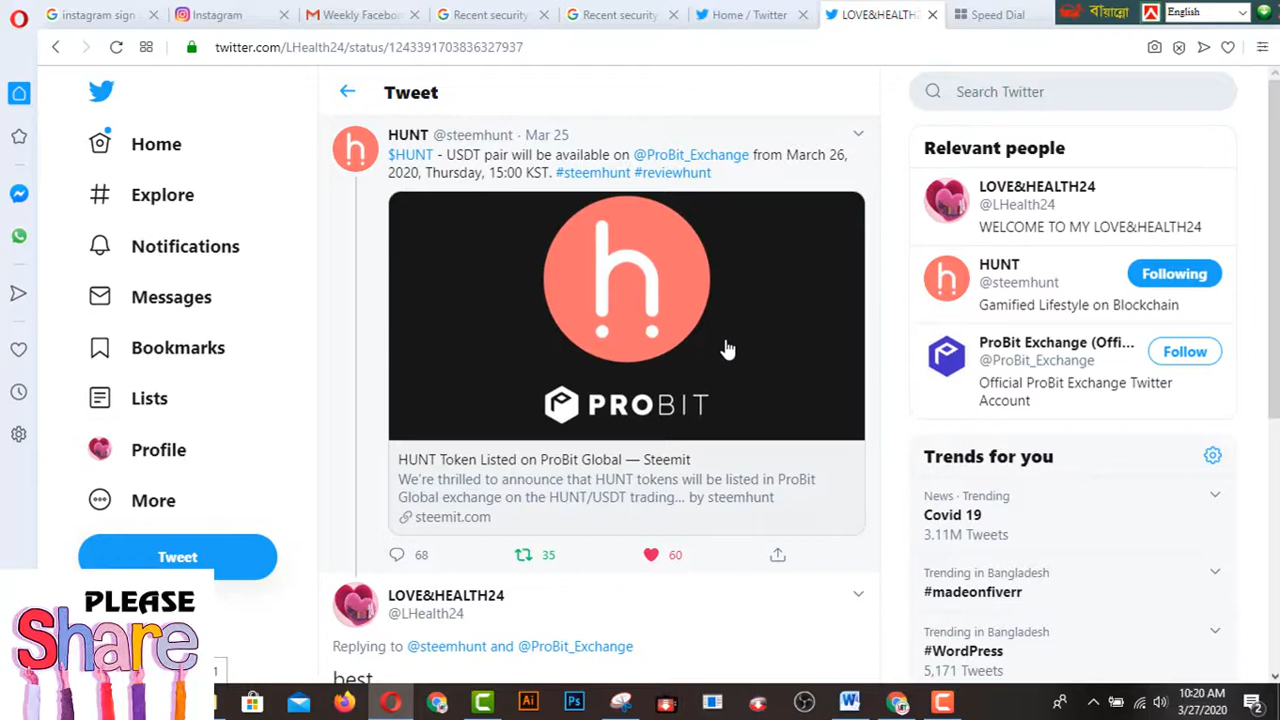 instagram sign
Instagram
Weekly Facebo
Recent security
Recent security
Home / Twitter
LOVE&HEALTH
Speed Dial
বায়ান্নো
English
twitter.com/LHealth24/status/1243391703836327937
Home
Explore
Notifications
Messages
Bookmarks
Lists
Profile
More
Tweet
PLEASE
Share
Tweet
HUNT @steemhunt · Mar 25
$HUNT - USDT pair will be available on @ProBit_Exchange from March 26,
2020, Thursday, 15:00 KST. #steemhunt #reviewhunt
h
PROBIT
HUNT Token Listed on ProBit Global — Steemit
We're thrilled to announce that HUNT tokens will be listed in ProBit
Global exchange on the HUNT/USDT trading... by steemhunt
steemit.com
68 35 60
LOVE&HEALTH24
@LHealth24
Replying to @steemhunt and @ProBit_Exchange
best
Search Twitter
Relevant people
LOVE&HEALTH24
@LHealth24
WELCOME TO MY LOVE&HEALTH24
HUNT
@steemhunt
Following
Gamified Lifestyle on Blockchain
ProBit Exchange (Offi...
@ProBit_Exchange
Follow
Official ProBit Exchange Twitter
Account
Trends for you
News · Trending
Covid 19
3.11M Tweets
Trending in Bangladesh
#madeonfiverr
Trending in Bangladesh
#WordPress
5,171 Tweets
1
Ai
Ps
W
10:20 AM
3/27/2020
2